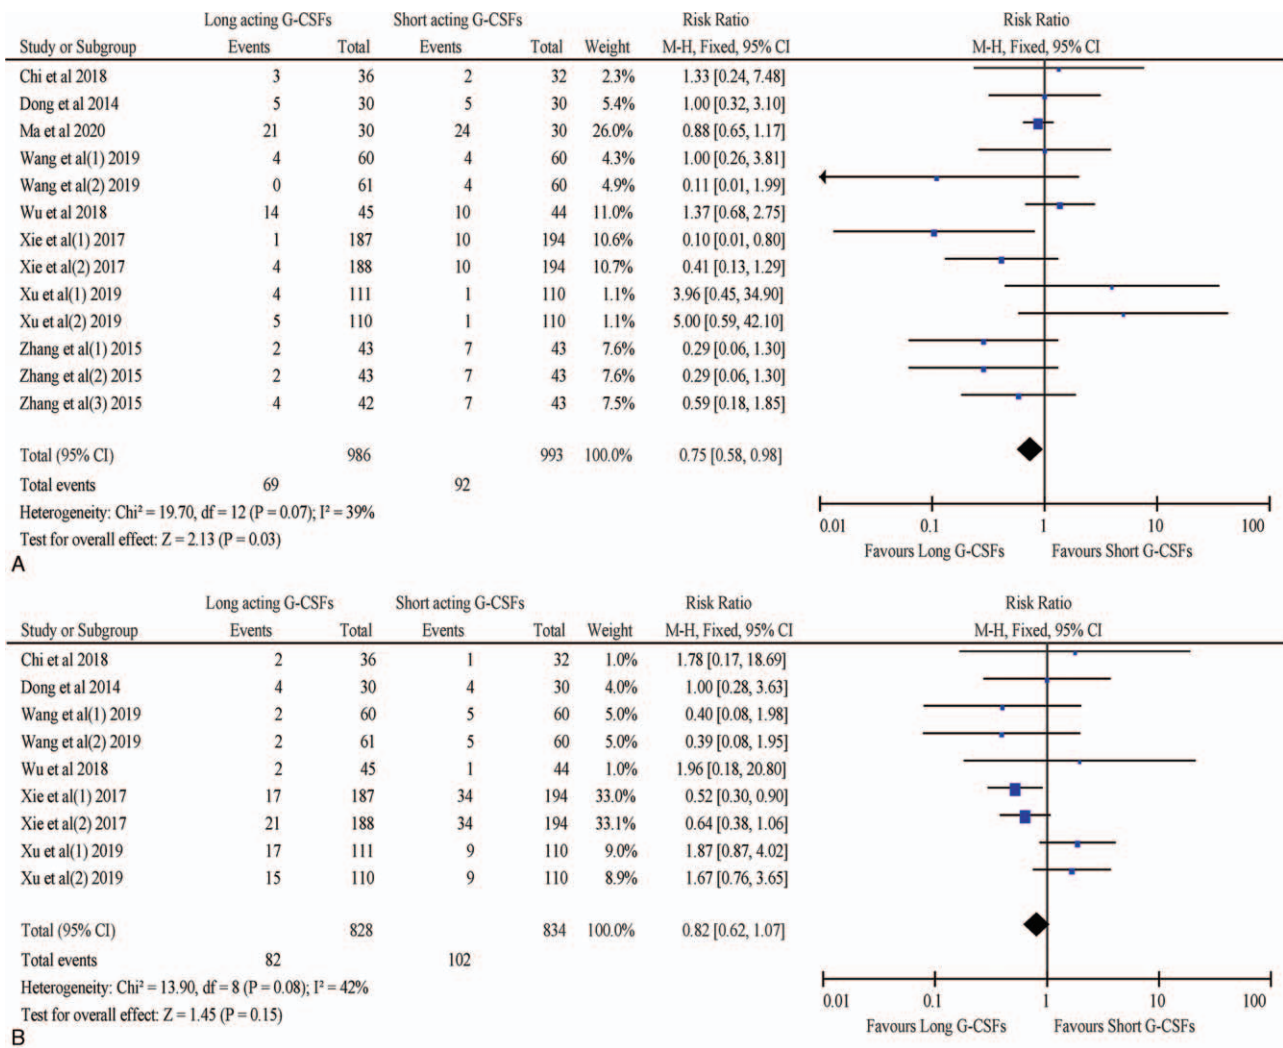 Long acting G-CSFs Short acting G-CSFs Risk Ratio Risk Ratio
Study or Subgroup Events Total Events Total Weight M-H, Fixed, 95% CI M-H, Fixed, 95% CI
Chi et al 2018 3 36 2 32 2.3% 1.33 [0.24, 7.48]
Dong et al 2014 5 30 5 30 5.4% 1.00 [0.32, 3.10]
Ma et al 2020 21 30 24 30 26.0% 0.88 [0.65, 1.17]
Wang et al(1) 2019 4 60 4 60 4.3% 1.00 [0.26, 3.81]
Wang et al(2) 2019 0 61 4 60 4.9% 0.11 [0.01, 1.99]
Wu et al 2018 14 45 10 44 11.0% 1.37 [0.68, 2.75]
Xie et al(1) 2017 1 187 10 194 10.6% 0.10 [0.01, 0.80]
Xie et al(2) 2017 4 188 10 194 10.7% 0.41 [0.13, 1.29]
Xu et al(1) 2019 4 111 1 110 1.1% 3.96 [0.45, 34.90]
Xu et al(2) 2019 5 110 1 110 1.1% 5.00 [0.59, 42.10]
Zhang et al(1) 2015 2 43 7 43 7.6% 0.29 [0.06, 1.30]
Zhang et al(2) 2015 2 43 7 43 7.6% 0.29 [0.06, 1.30]
Zhang et al(3) 2015 4 42 7 43 7.5% 0.59 [0.18, 1.85]
Total (95% CI) 986 993 100.0% 0.75 [0.58, 0.98]
Total events 69 92
Heterogeneity: Chi² = 19.70, df = 12 (P = 0.07); I² = 39%
Test for overall effect: Z = 2.13 (P = 0.03)
0.01 0.1 1 10 100
Favours Long G-CSFs Favours Short G-CSFs
A
Long acting G-CSFs Short acting G-CSFs Risk Ratio Risk Ratio
Study or Subgroup Events Total Events Total Weight M-H, Fixed, 95% CI M-H, Fixed, 95% CI
Chi et al 2018 2 36 1 32 1.0% 1.78 [0.17, 18.69]
Dong et al 2014 4 30 4 30 4.0% 1.00 [0.28, 3.63]
Wang et al(1) 2019 2 60 5 60 5.0% 0.40 [0.08, 1.98]
Wang et al(2) 2019 2 61 5 60 5.0% 0.39 [0.08, 1.95]
Wu et al 2018 2 45 1 44 1.0% 1.96 [0.18, 20.80]
Xie et al(1) 2017 17 187 34 194 33.0% 0.52 [0.30, 0.90]
Xie et al(2) 2017 21 188 34 194 33.1% 0.64 [0.38, 1.06]
Xu et al(1) 2019 17 111 9 110 9.0% 1.87 [0.87, 4.02]
Xu et al(2) 2019 15 110 9 110 8.9% 1.67 [0.76, 3.65]
Total (95% CI) 828 834 100.0% 0.82 [0.62, 1.07]
Total events 82 102
Heterogeneity: Chi² = 13.90, df = 8 (P = 0.08); I² = 42%
Test for overall effect: Z = 1.45 (P = 0.15)
0.01 0.1 1 10 100
Favours Long G-CSFs Favours Short G-CSFs
B